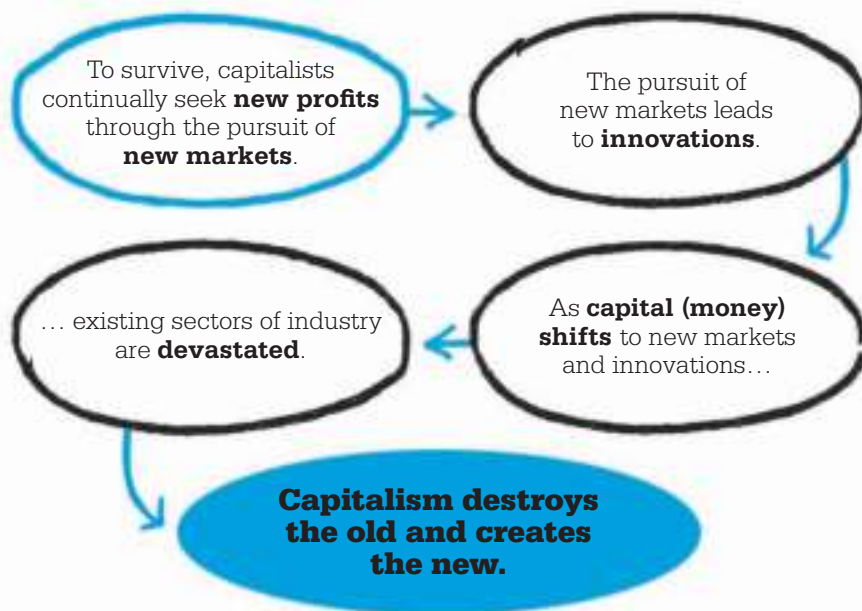 To survive, capitalists
continually seek new profits
through the pursuit of
new markets.
The pursuit of
new markets leads
to innovations.
As capital (money)
shifts to new markets
and innovations…
… existing sectors of industry
are devastated.
Capitalism destroys
the old and creates
the new.